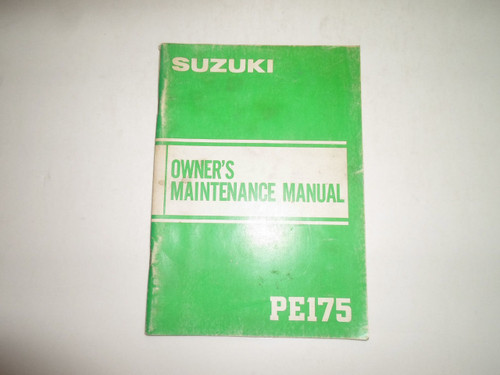 SUZUKI
OWNER'S
MAINTENANCE MANUAL
PE175